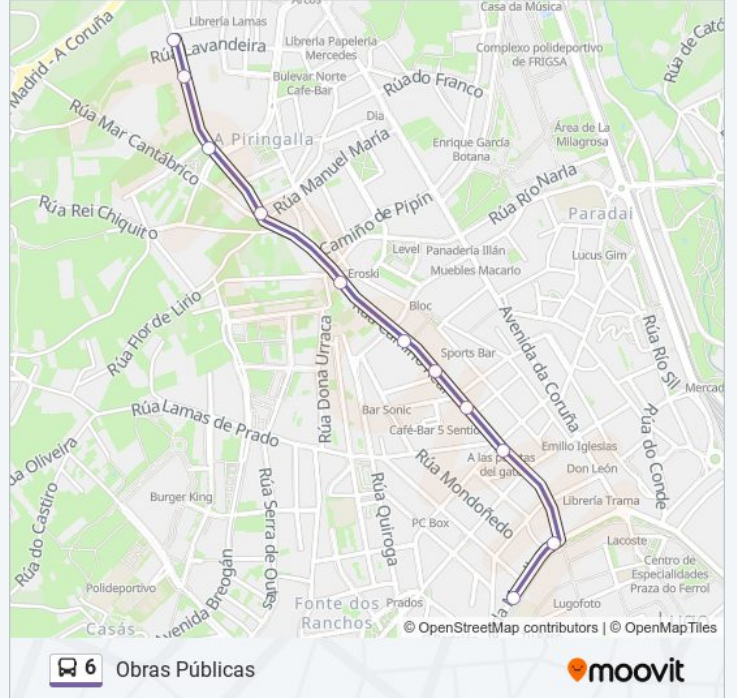 Arcos
Casa da Música
Librería Lamas
Rúa Lavandeira
Librería Papelería
Mercedes
Complexo polideportivo
de FRIGSA
Rúa de Cató
Madrid - A Coruña
Bulevar Norte
Cafe-Bar
Rúa do Franco
Rúa Mar Cantábrico
Dia
A Piringalla
Enrique García
Botana
Área de La
Milagrosa
Rúa Manuel María
Rúa Río Narla
Rúa Rei Chiquito
Camiño de Pipín
Paradai
Level
Panadería Illán
Lucus Gim
Eroski
Muebles Macarlo
Rúa Flor de Lirio
Bloc
Avenida da Coruña
Rúa Río Sil
Rúa Dona Urraca
Sports Bar
Mercad
Rúa Lamas de Prado
Bar Sonic
Café-Bar 5 Sentid
Rúa do Conde
Emilio Iglesias
A las puertas
del gato
Don León
Rúa Mondoñedo
Burger King
Librería Trama
Rúa Quiroga
PC Box
Rúa do Castiro
Rúa Serra de Outes
Lacoste
Centro de
Especialidades
Praza do Ferrol
Polideportivo
Avenida Breogán
Fonte dos
Ranchos
Prados
Lugofoto
Casás
© OpenStreetMap contributors | © OpenMapTiles
6 Obras Públicas
moovit